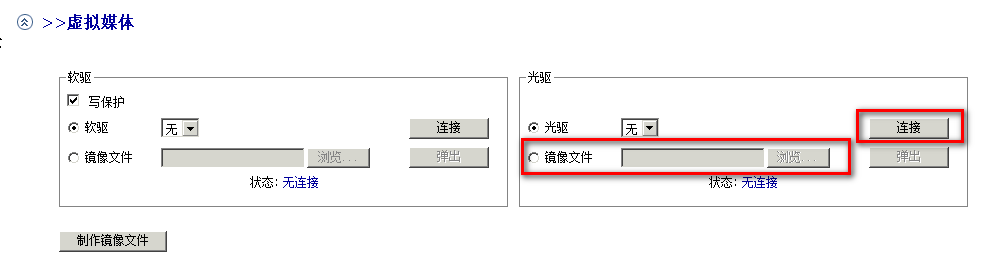 >>虚拟媒体
软驱
写保护
软驱 无 连接
镜像文件 浏览... 弹出
状态: 无连接
光驱
光驱 无 连接
镜像文件 浏览... 弹出
状态: 无连接
制作镜像文件